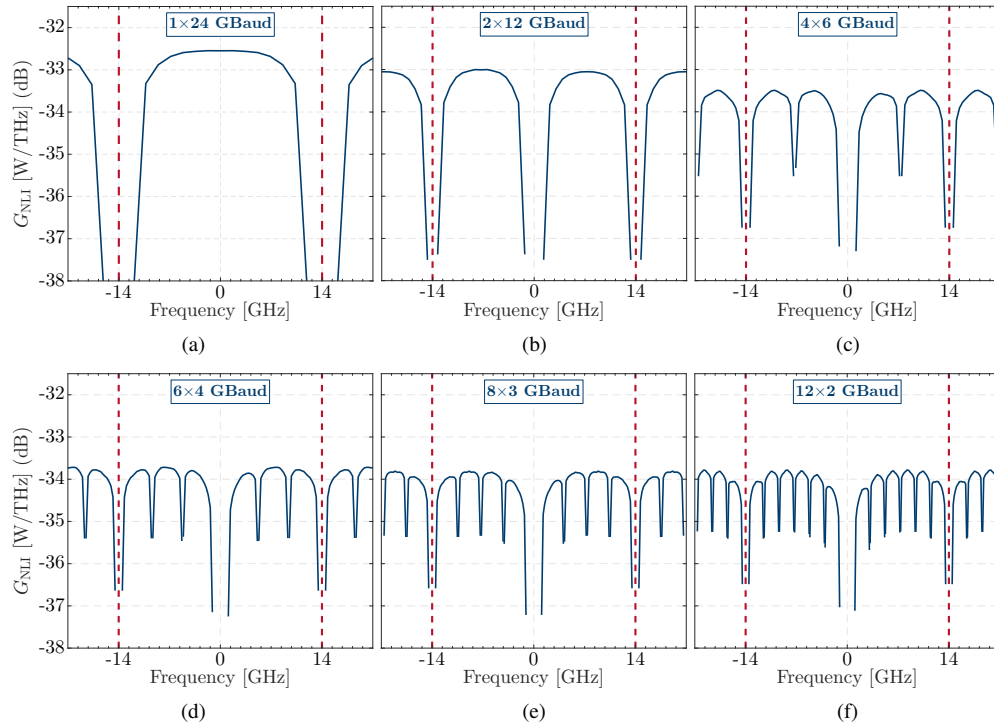 1×24 GBaud
2×12 GBaud
4×6 GBaud
G_NLI [W/THz] (dB)
-32
-33
-34
-35
-36
-37
-38
-14 0 14
-14 0 14
-14 0 14
Frequency [GHz]
Frequency [GHz]
Frequency [GHz]
(a)
(b)
(c)
6×4 GBaud
8×3 GBaud
12×2 GBaud
G_NLI [W/THz] (dB)
-32
-33
-34
-35
-36
-37
-38
-14 0 14
-14 0 14
-14 0 14
Frequency [GHz]
Frequency [GHz]
Frequency [GHz]
(d)
(e)
(f)